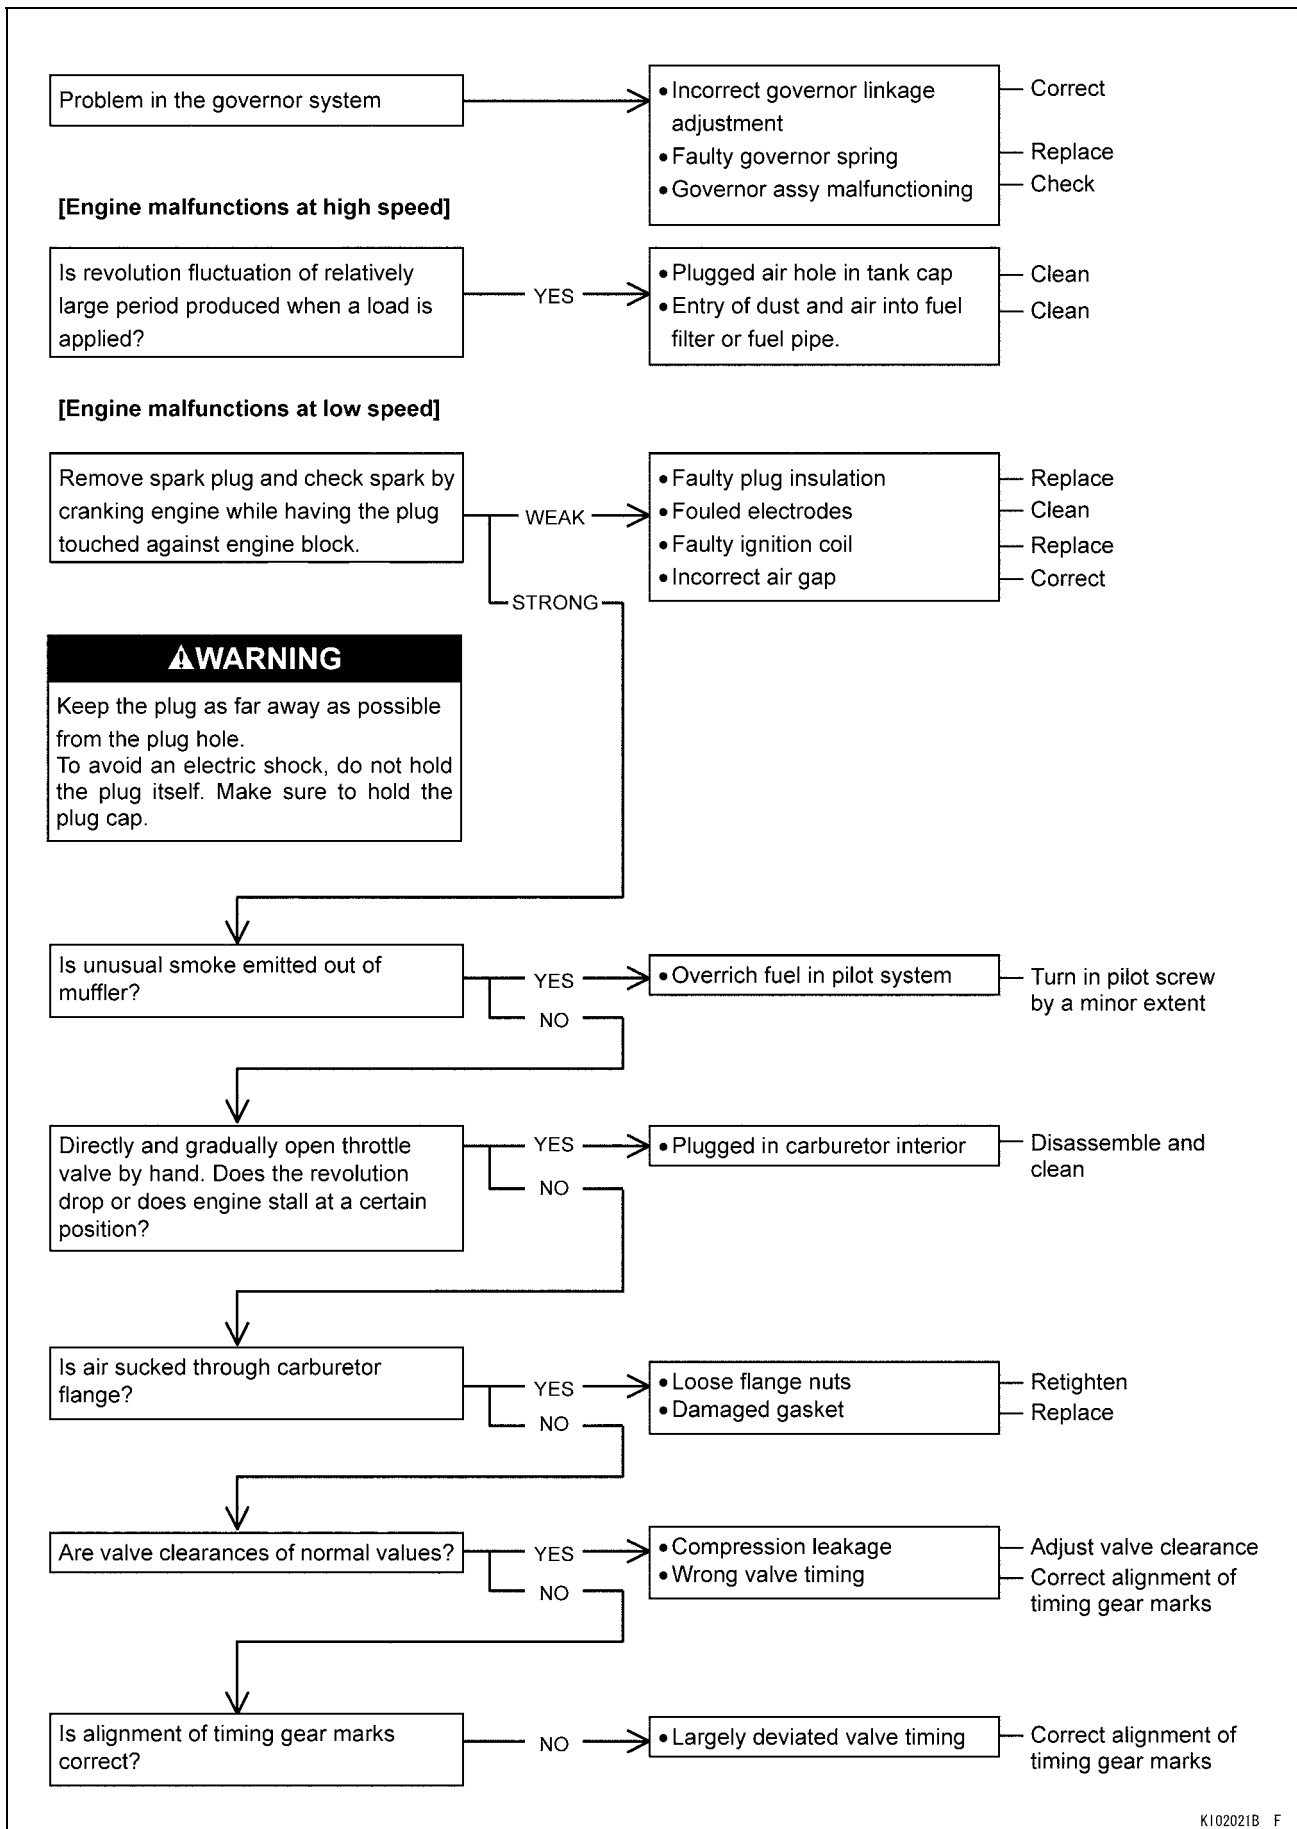 Problem in the governor system
• Incorrect governor linkage
adjustment
• Faulty governor spring
• Governor assy malfunctioning
Correct
Replace
Check
[Engine malfunctions at high speed]
Is revolution fluctuation of relatively
large period produced when a load is
applied?
YES
• Plugged air hole in tank cap
• Entry of dust and air into fuel
filter or fuel pipe.
Clean
Clean
[Engine malfunctions at low speed]
Remove spark plug and check spark by
cranking engine while having the plug
touched against engine block.
WEAK
STRONG
• Faulty plug insulation
• Fouled electrodes
• Faulty ignition coil
• Incorrect air gap
Replace
Clean
Replace
Correct
⚠WARNING
Keep the plug as far away as possible
from the plug hole.
To avoid an electric shock, do not hold
the plug itself. Make sure to hold the
plug cap.
Is unusual smoke emitted out of
muffler?
YES
NO
• Overrich fuel in pilot system
Turn in pilot screw
by a minor extent
Directly and gradually open throttle
valve by hand. Does the revolution
drop or does engine stall at a certain
position?
YES
NO
• Plugged in carburetor interior
Disassemble and
clean
Is air sucked through carburetor
flange?
YES
NO
• Loose flange nuts
• Damaged gasket
Retighten
Replace
Are valve clearances of normal values?
YES
NO
• Compression leakage
• Wrong valve timing
Adjust valve clearance
Correct alignment of
timing gear marks
Is alignment of timing gear marks
correct?
NO
• Largely deviated valve timing
Correct alignment of
timing gear marks
KI02021B F